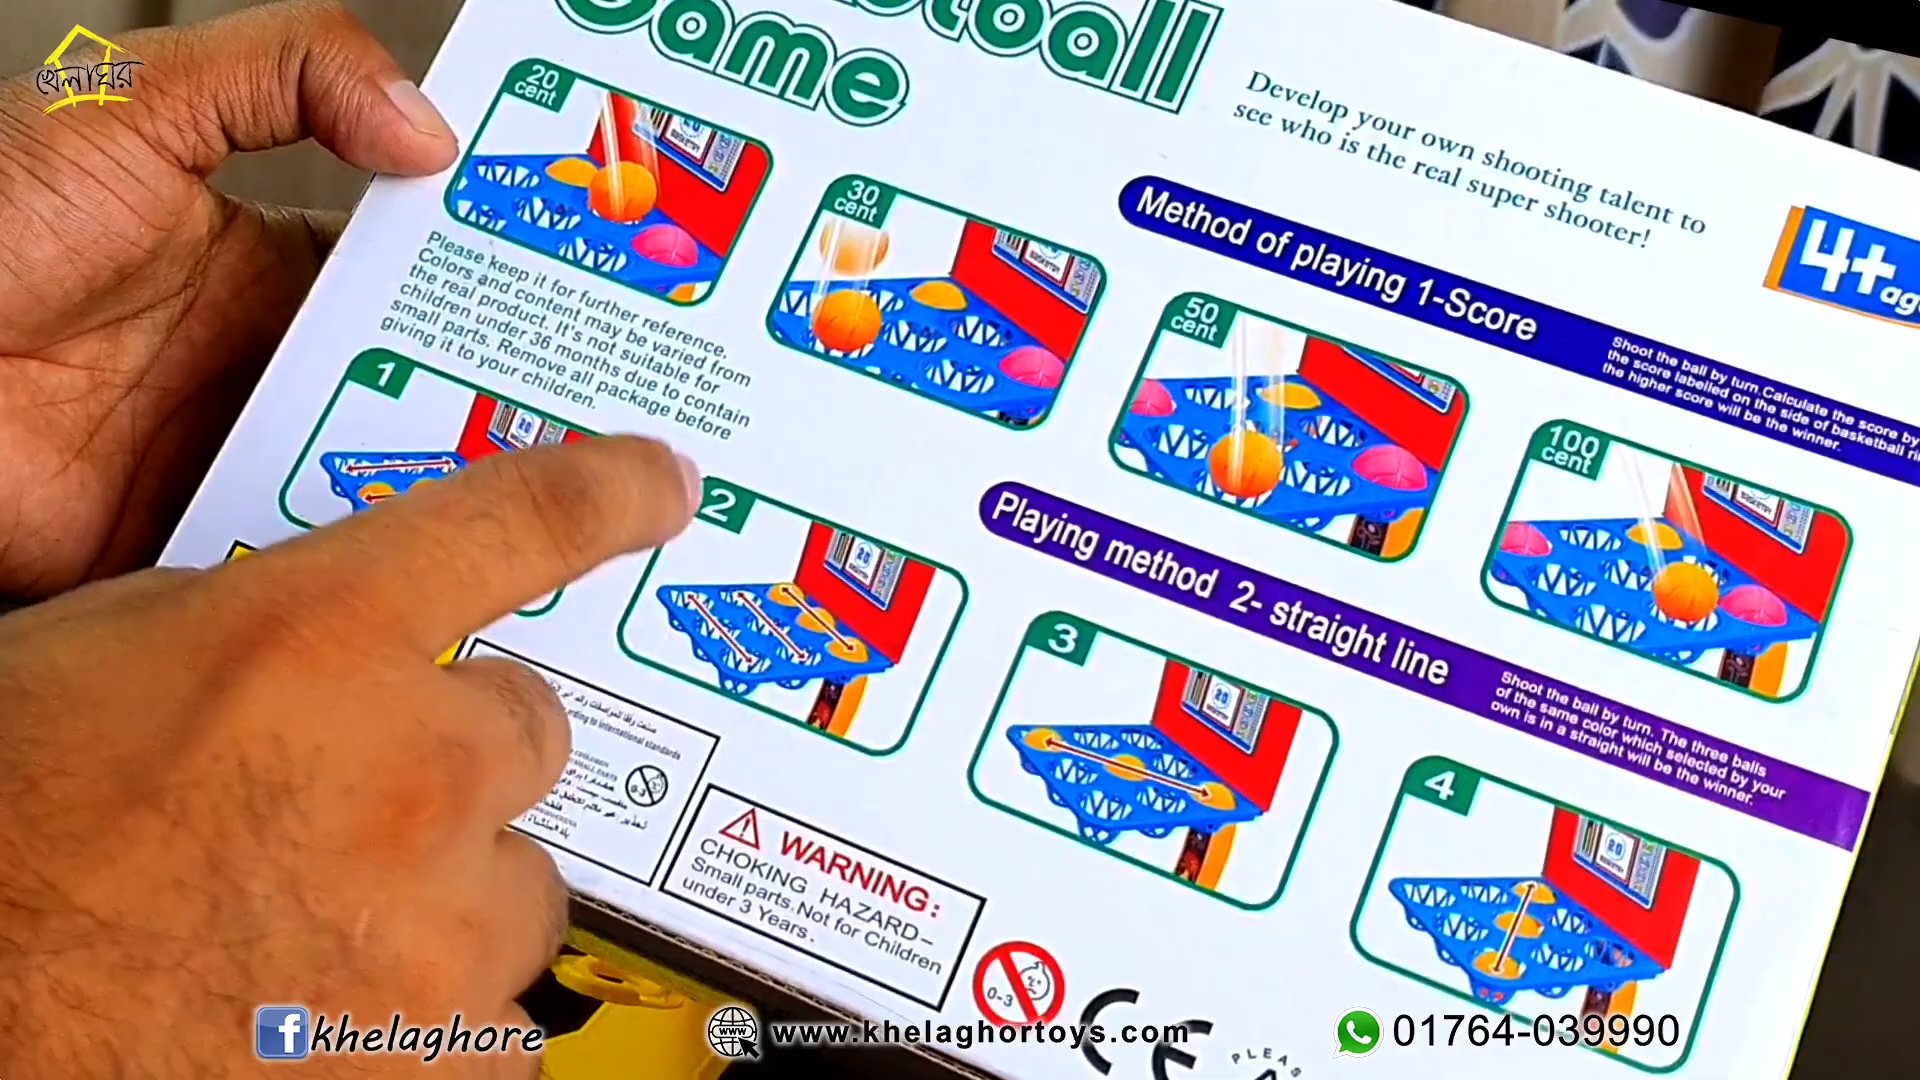 খেলাঘর
Game
Develop your own shooting talent to
see who is the real super shooter!
4+
20
cent
30
cent
50
cent
100
cent
Method of playing 1-Score
Shoot the ball by turn.Calculate the score by
the score labelled on the side of basketball
the higher score will be the winner.
Please keep it for further reference.
Colors and content may be varied from
the real product. It's not suitable for
children under 36 months due to contain
small parts. Remove all package before
giving it to your children.
1
2
3
4
Playing method 2- straight line
Shoot the ball by turn. The three balls
of the same color which selected by your
own is in a straight will be the winner.
international standards
0-3
WARNING:
CHOKING HAZARD–
Small parts.Not for Children
under 3 Years.
0-3
CE
khelaghore
www.khelaghortoys.com
01764-039990